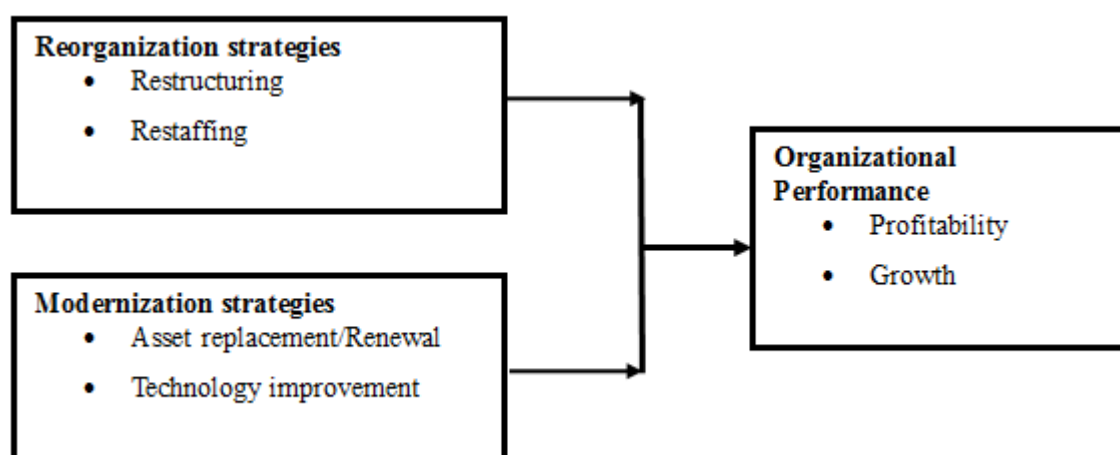 Reorganization strategies
• Restructuring
• Restaffing
Modernization strategies
• Asset replacement/Renewal
• Technology improvement
Organizational
Performance
• Profitability
• Growth